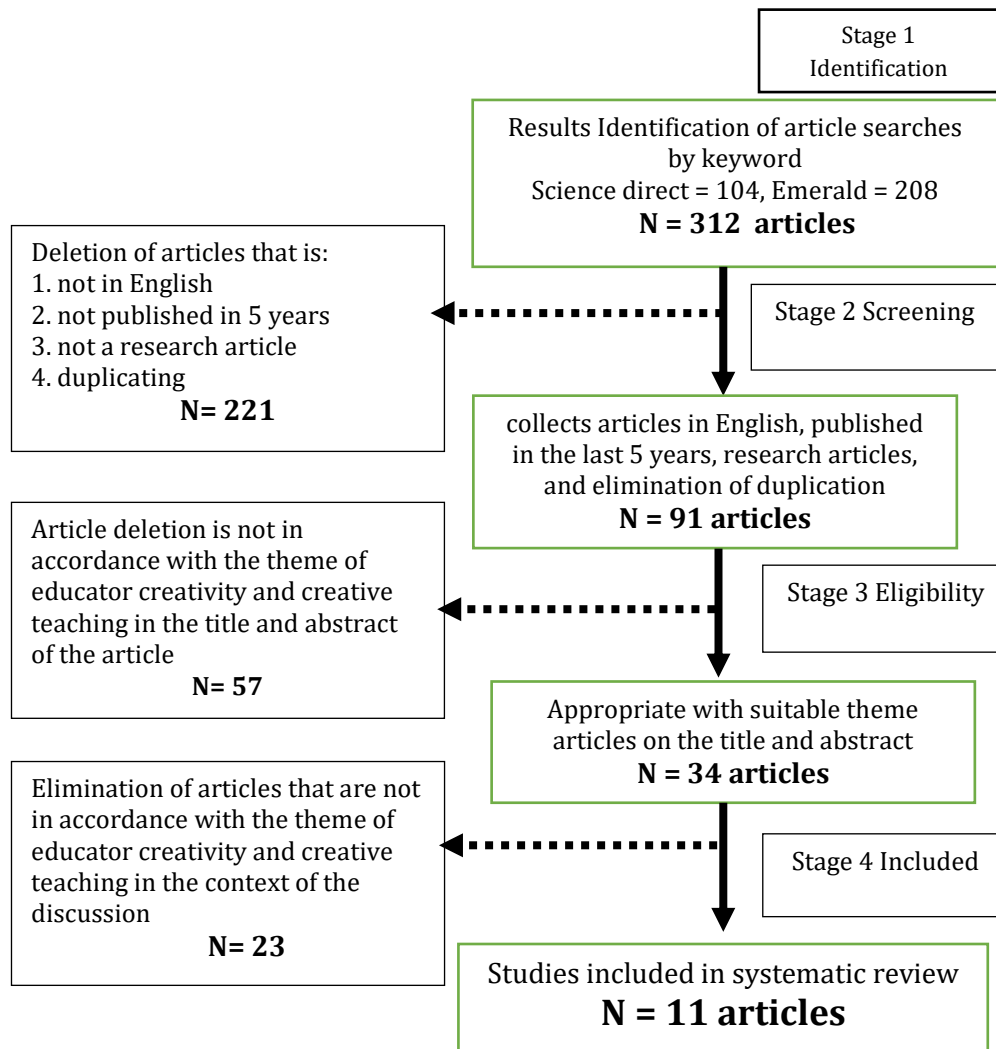 Stage 1
Identification
Results Identification of article searches
by keyword
Science direct = 104, Emerald = 208
N = 312 articles
Deletion of articles that is:
1. not in English
2. not published in 5 years
3. not a research article
4. duplicating
N= 221
Stage 2 Screening
collects articles in English, published
in the last 5 years, research articles,
and elimination of duplication
N = 91 articles
Article deletion is not in
accordance with the theme of
educator creativity and creative
teaching in the title and abstract
of the article
N= 57
Stage 3 Eligibility
Appropriate with suitable theme
articles on the title and abstract
N = 34 articles
Elimination of articles that are not
in accordance with the theme of
educator creativity and creative
teaching in the context of the
discussion
N= 23
Stage 4 Included
Studies included in systematic review
N = 11 articles